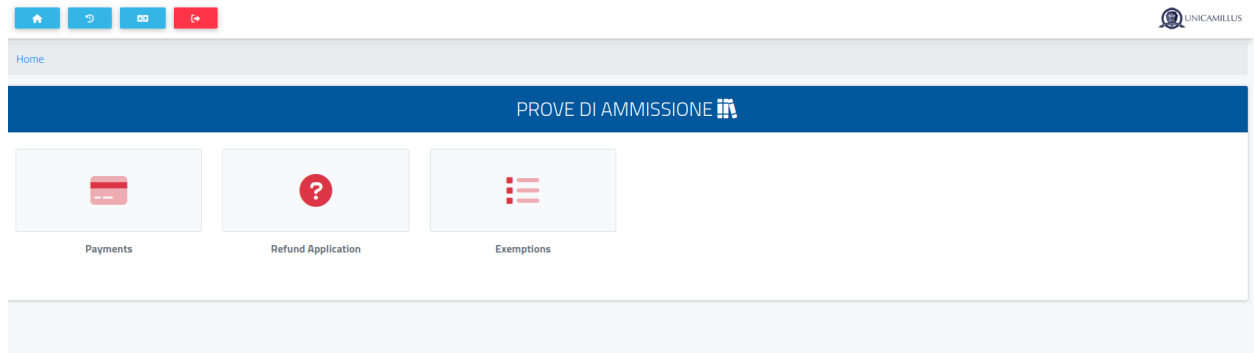 UNICAMILLUS
Home
PROVE DI AMMISSIONE
Payments
Refund Application
Exemptions